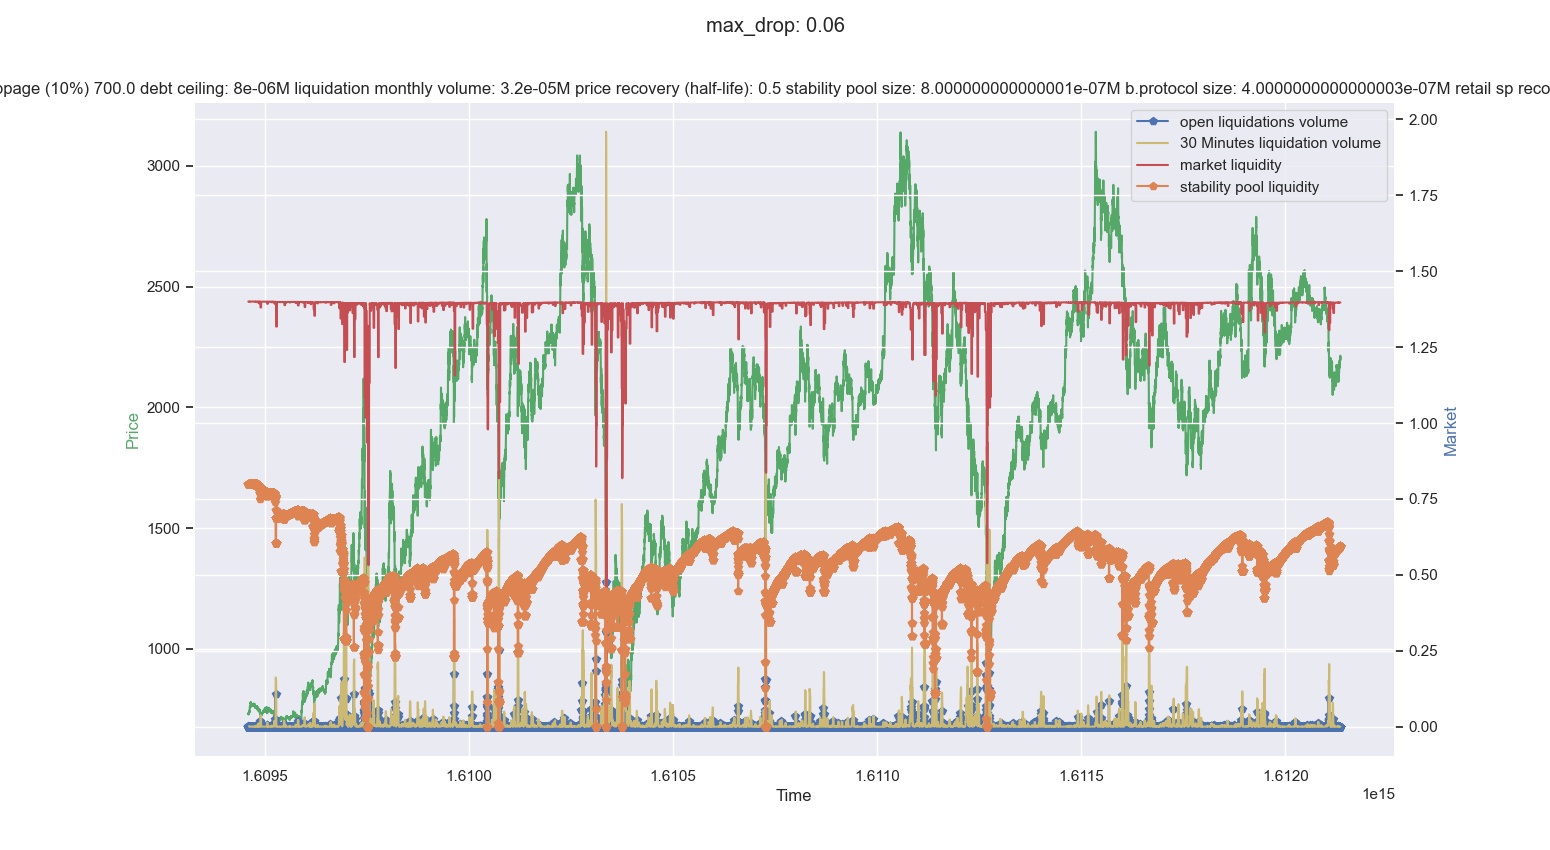 max_drop: 0.06
opage (10%) 700.0 debt ceiling: 8e-06M liquidation monthly volume: 3.2e-05M price recovery (half-life): 0.5 stability pool size: 8.000000000000001e-07M b.protocol size: 4.0000000000000003e-07M retail sp reco
open liquidations volume
30 Minutes liquidation volume
market liquidity
stability pool liquidity
3000
2500
2000
1500
1000
Price
2.00
1.75
1.50
1.25
1.00
0.75
0.50
0.25
0.00
Market
1.6095 1.6100 1.6105 1.6110 1.6115 1.6120
Time
1e15